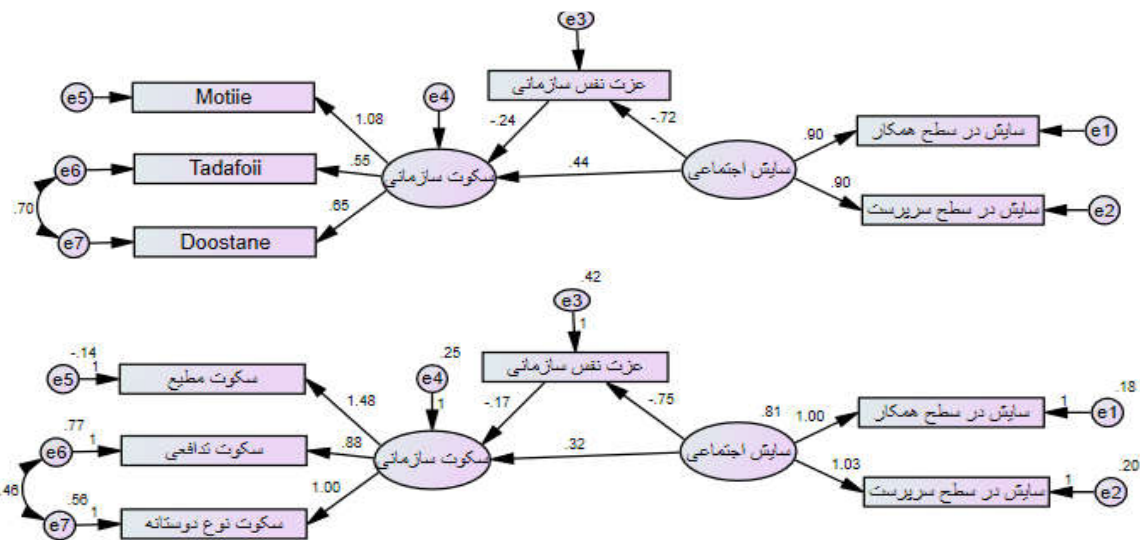 e3
عزت نفس سازمانی
e5
Motiie
e4
1.08
-.24
-.72
e6
Tadafoii
.55
سکوت سازمانی
.44
سایش اجتماعی
.90
سایش در سطح همکار
e1
.70
.65
.90
سایش در سطح سرپرست
e2
e7
Doostane
.42
e3
1
عزت نفس سازمانی
-.14
e5
1
سکوت مطیع
.25
e4
1
1.48
-.17
-.75
.81
1.00
سایش در سطح همکار
1
.18
e1
.77
e6
1
سکوت تدافعی
.88
سکوت سازمانی
.32
سایش اجتماعی
.46
1.00
1.03
سایش در سطح سرپرست
1
.20
e2
.56
e7
1
سکوت نوع دوستانه